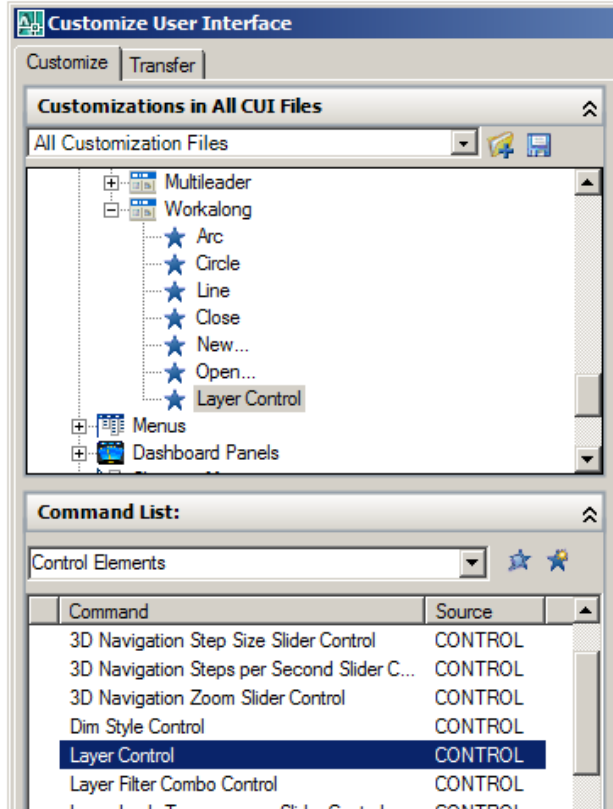 Customize User Interface
Customize Transfer
Customizations in All CUI Files
All Customization Files
Multileader
Workalong
Arc
Circle
Line
Close
New...
Open...
Layer Control
Menus
Dashboard Panels
Command List:
Control Elements
Command Source
3D Navigation Step Size Slider Control CONTROL
3D Navigation Steps per Second Slider C... CONTROL
3D Navigation Zoom Slider Control CONTROL
Dim Style Control CONTROL
Layer Control CONTROL
Layer Filter Combo Control CONTROL